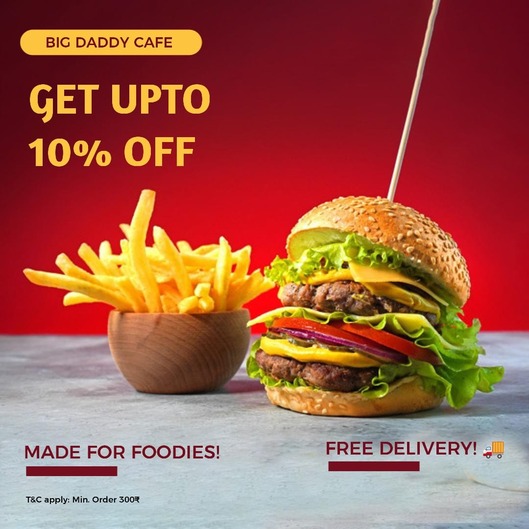 BIG DADDY CAFE
GET UPTO
10% OFF
MADE FOR FOODIES!
FREE DELIVERY! 🚚
T&C apply: Min. Order 300₹